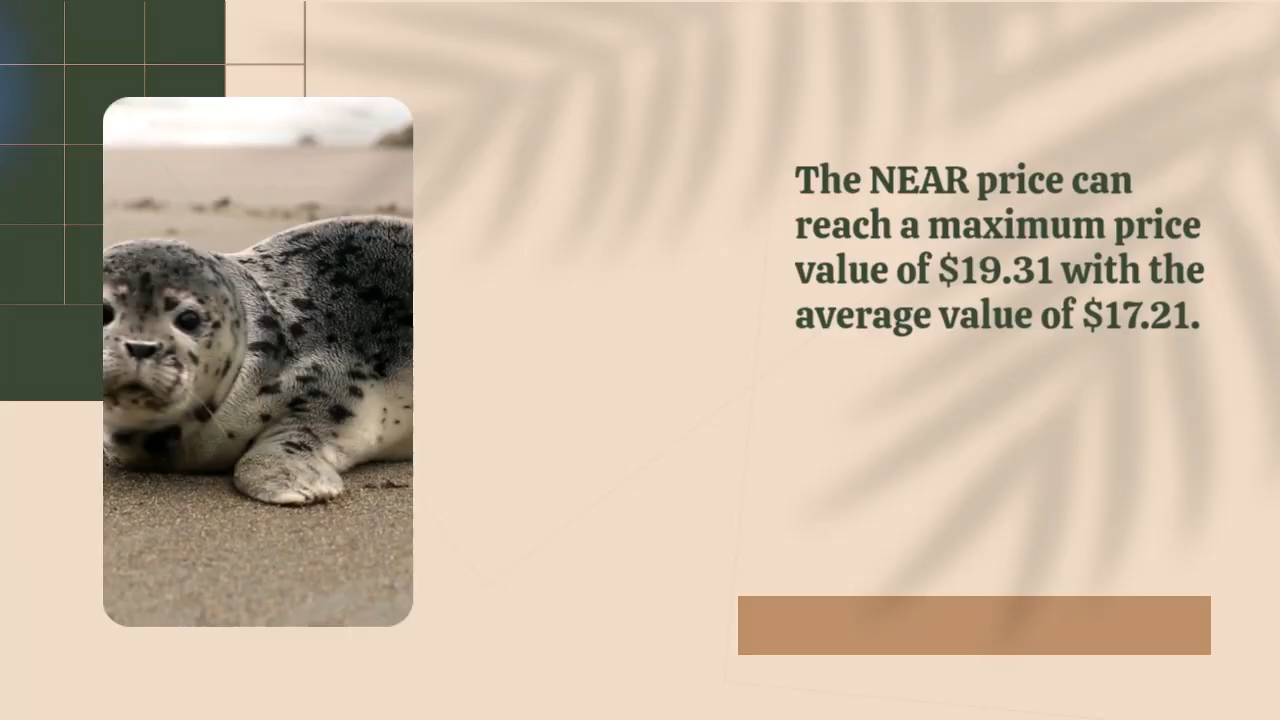 The NEAR price can
reach a maximum price
value of $19.31 with the
average value of $17.21.